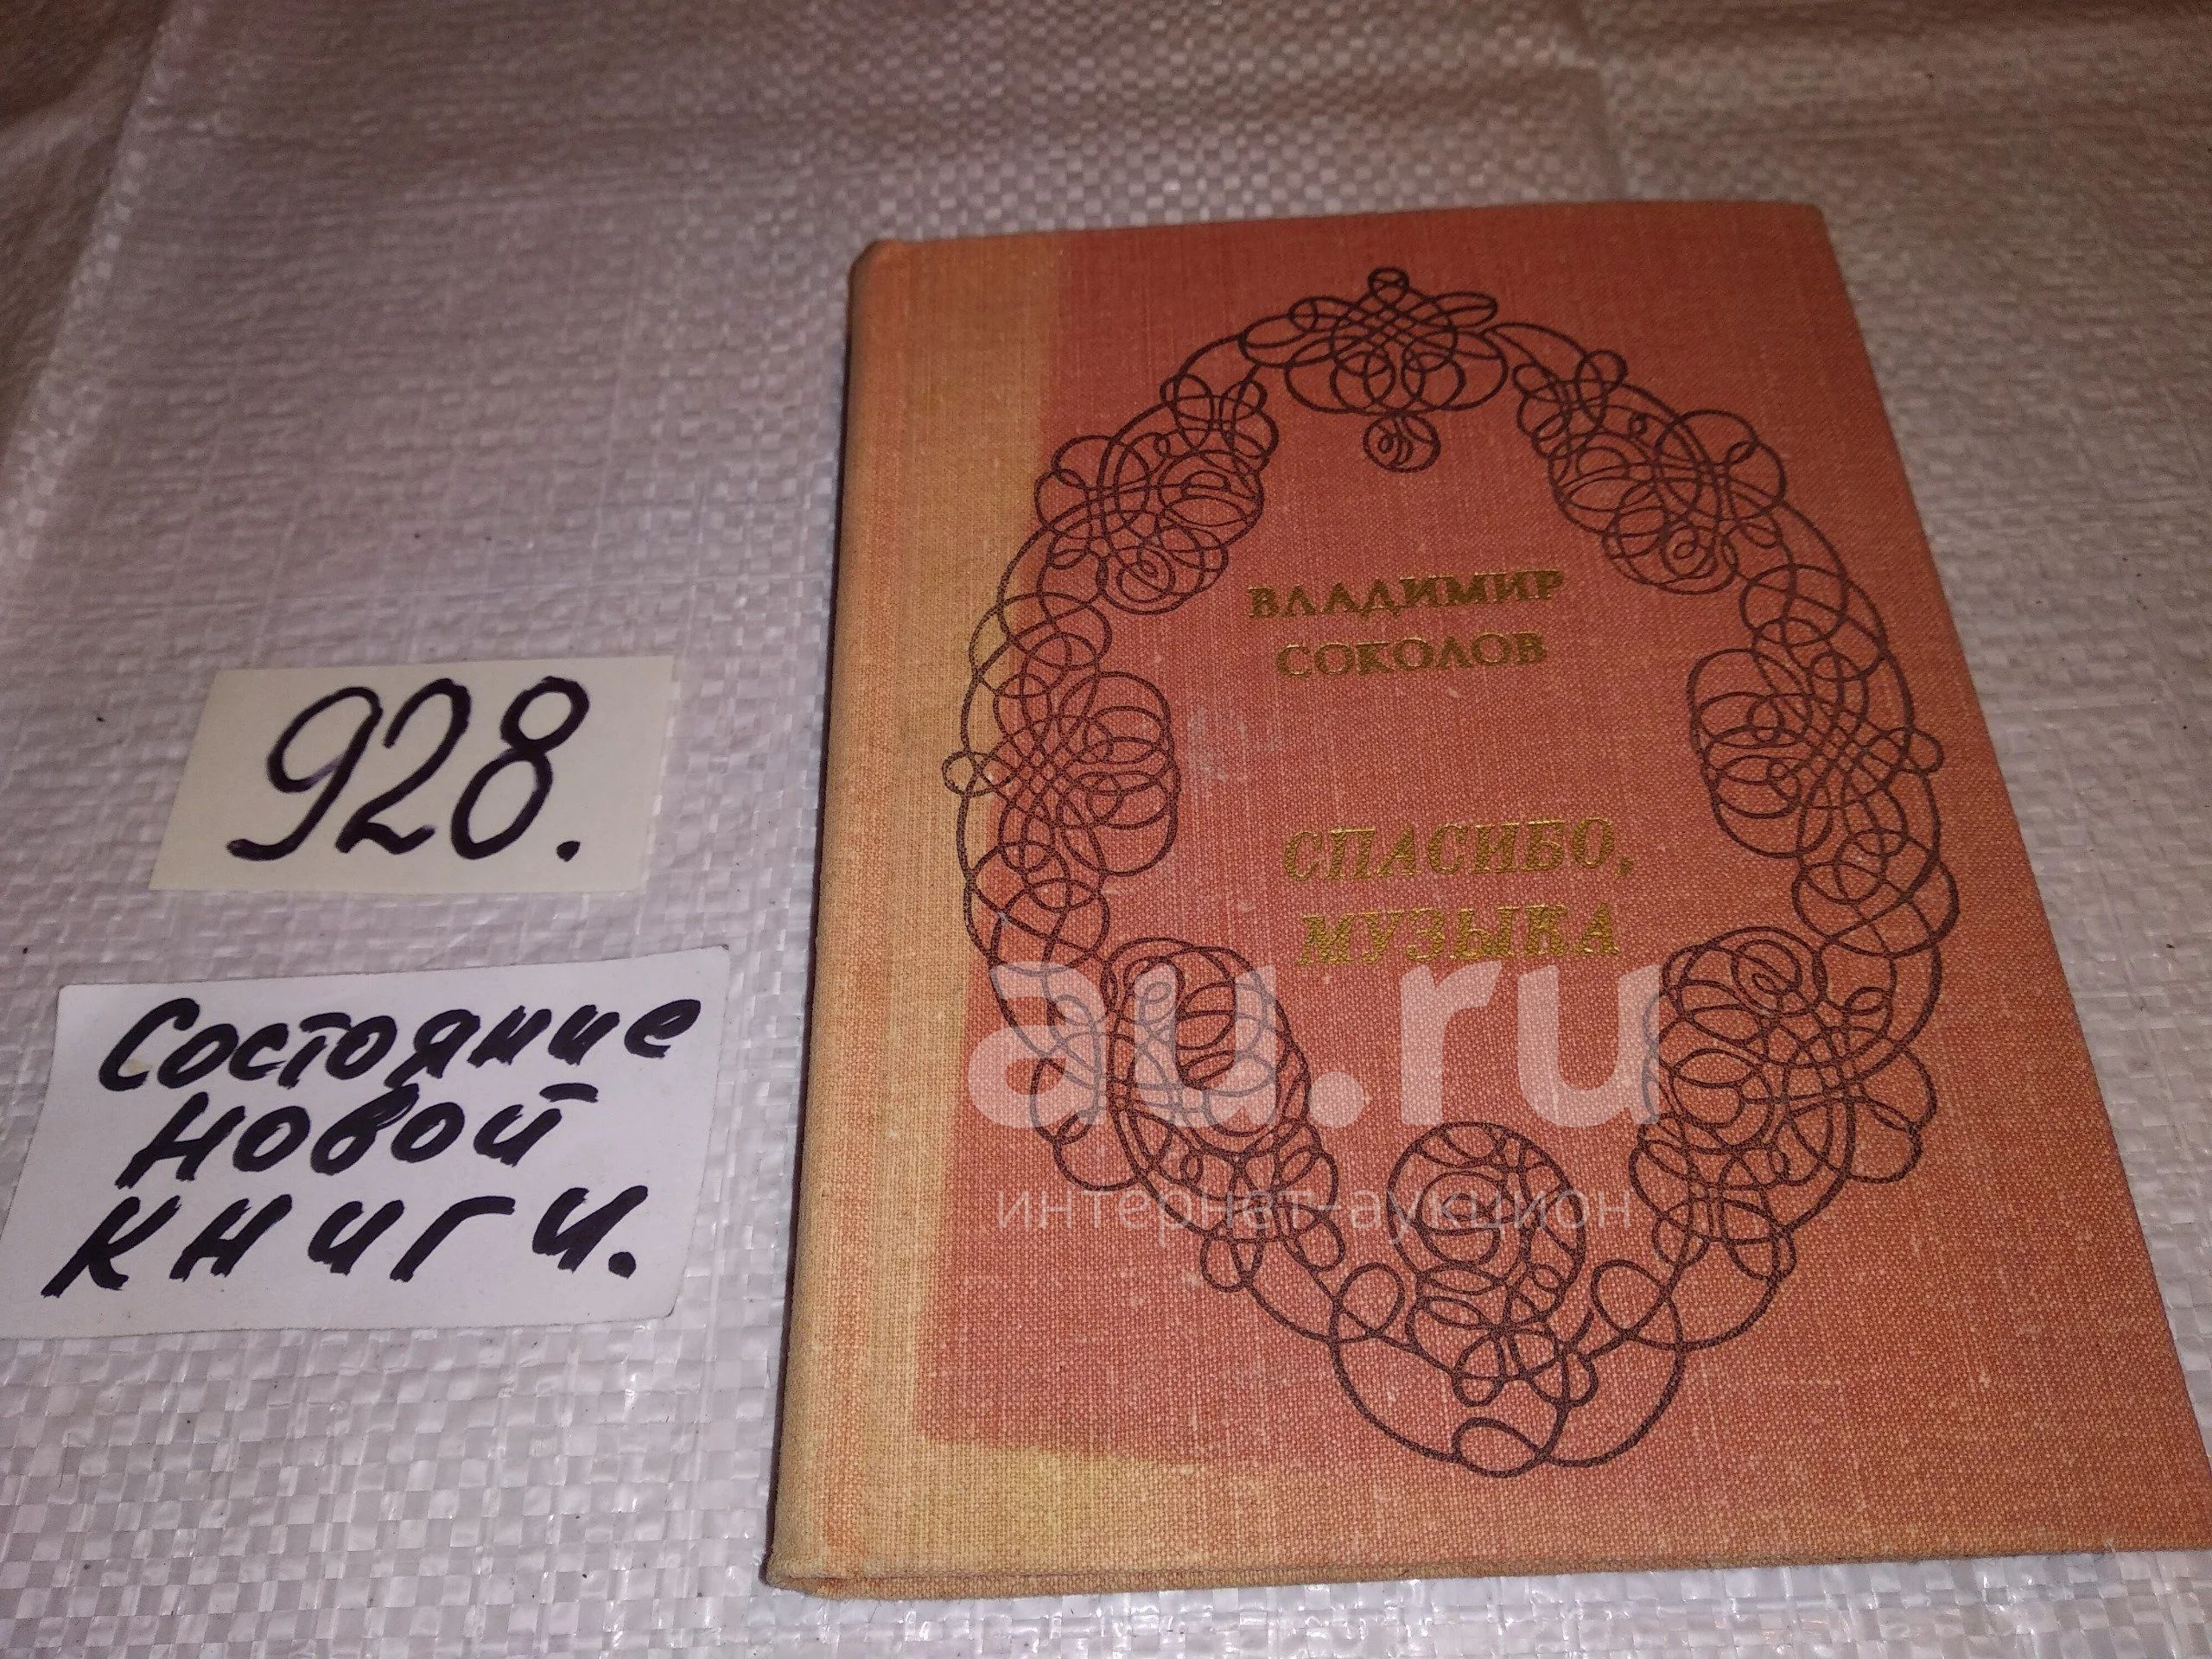 928.
Состояние
новой
книги.
ВЛАДИМИР
СОКОЛОВ
СПАСИБО,
МУЗЫКА
au.ru
интернет-аукцион